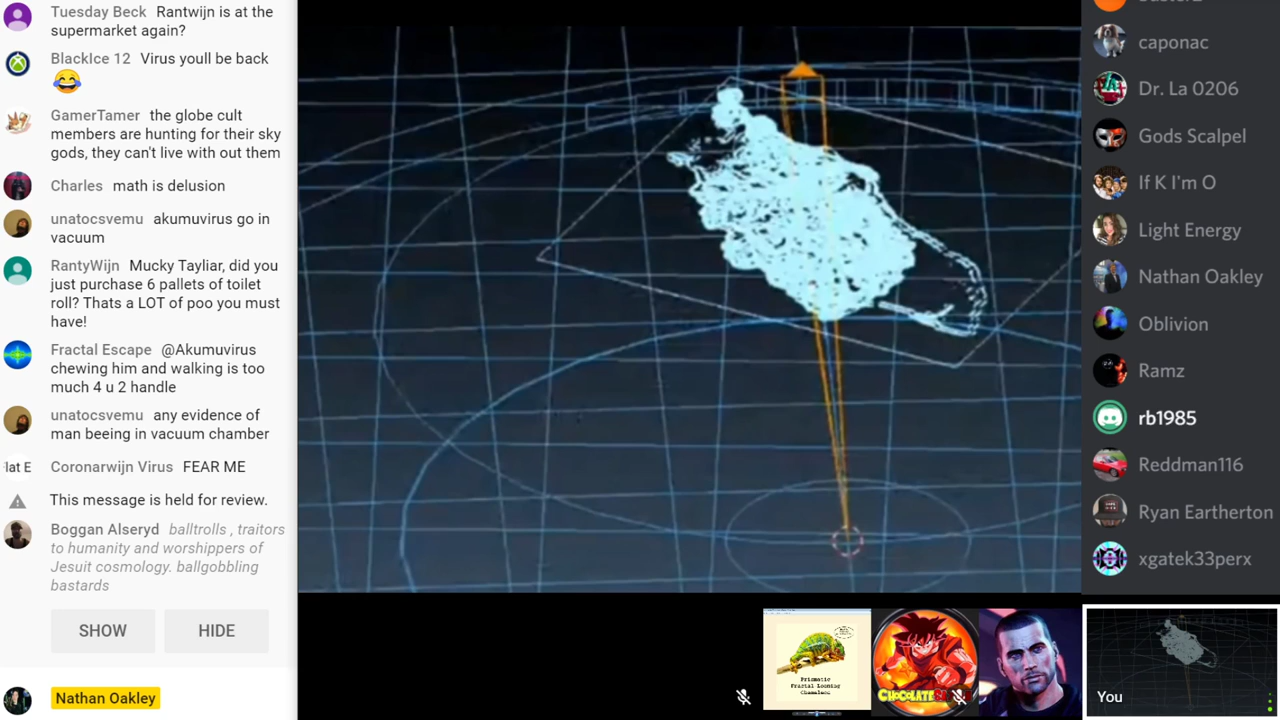 Tuesday Beck Rantwijn is at the
supermarket again?
BlackIce 12 Virus youll be back
GamerTamer the globe cult
members are hunting for their sky
gods, they can't live with out them
Charles math is delusion
unatocsvemu akumuvirus go in
vacuum
RantyWijn Mucky Tayliar, did you
just purchase 6 pallets of toilet
roll? Thats a LOT of poo you must
have!
Fractal Escape @Akumuvirus
chewing him and walking is too
much 4 u 2 handle
unatocsvemu any evidence of
man beeing in vacuum chamber
lat E
Coronarwijn Virus FEAR ME
This message is held for review.
Boggan Alseryd balltrolls , traitors
to humanity and worshippers of
Jesuit cosmology. ballgobbling
bastards
SHOW
HIDE
Nathan Oakley
caponac
Dr. La 0206
Gods Scalpel
If K I'm O
Light Energy
Nathan Oakley
Oblivion
Ramz
rb1985
Reddman116
Ryan Eartherton
xgatek33perx
Prismatic
Fractal Looming
Chameleon
You